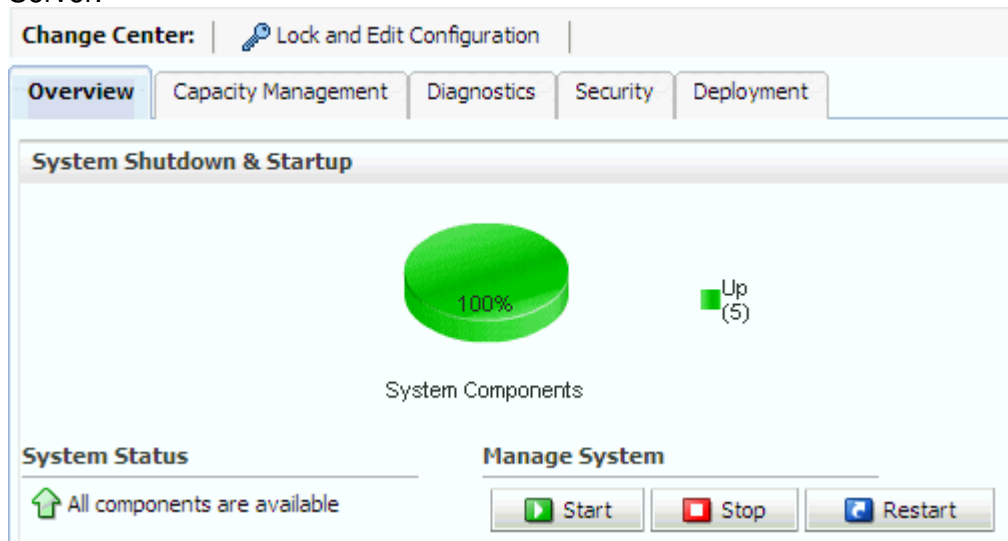 Server.
Change Center: Lock and Edit Configuration
Overview Capacity Management Diagnostics Security Deployment
System Shutdown & Startup
100%
Up
(5)
System Components
System Status Manage System
All components are available Start Stop Restart